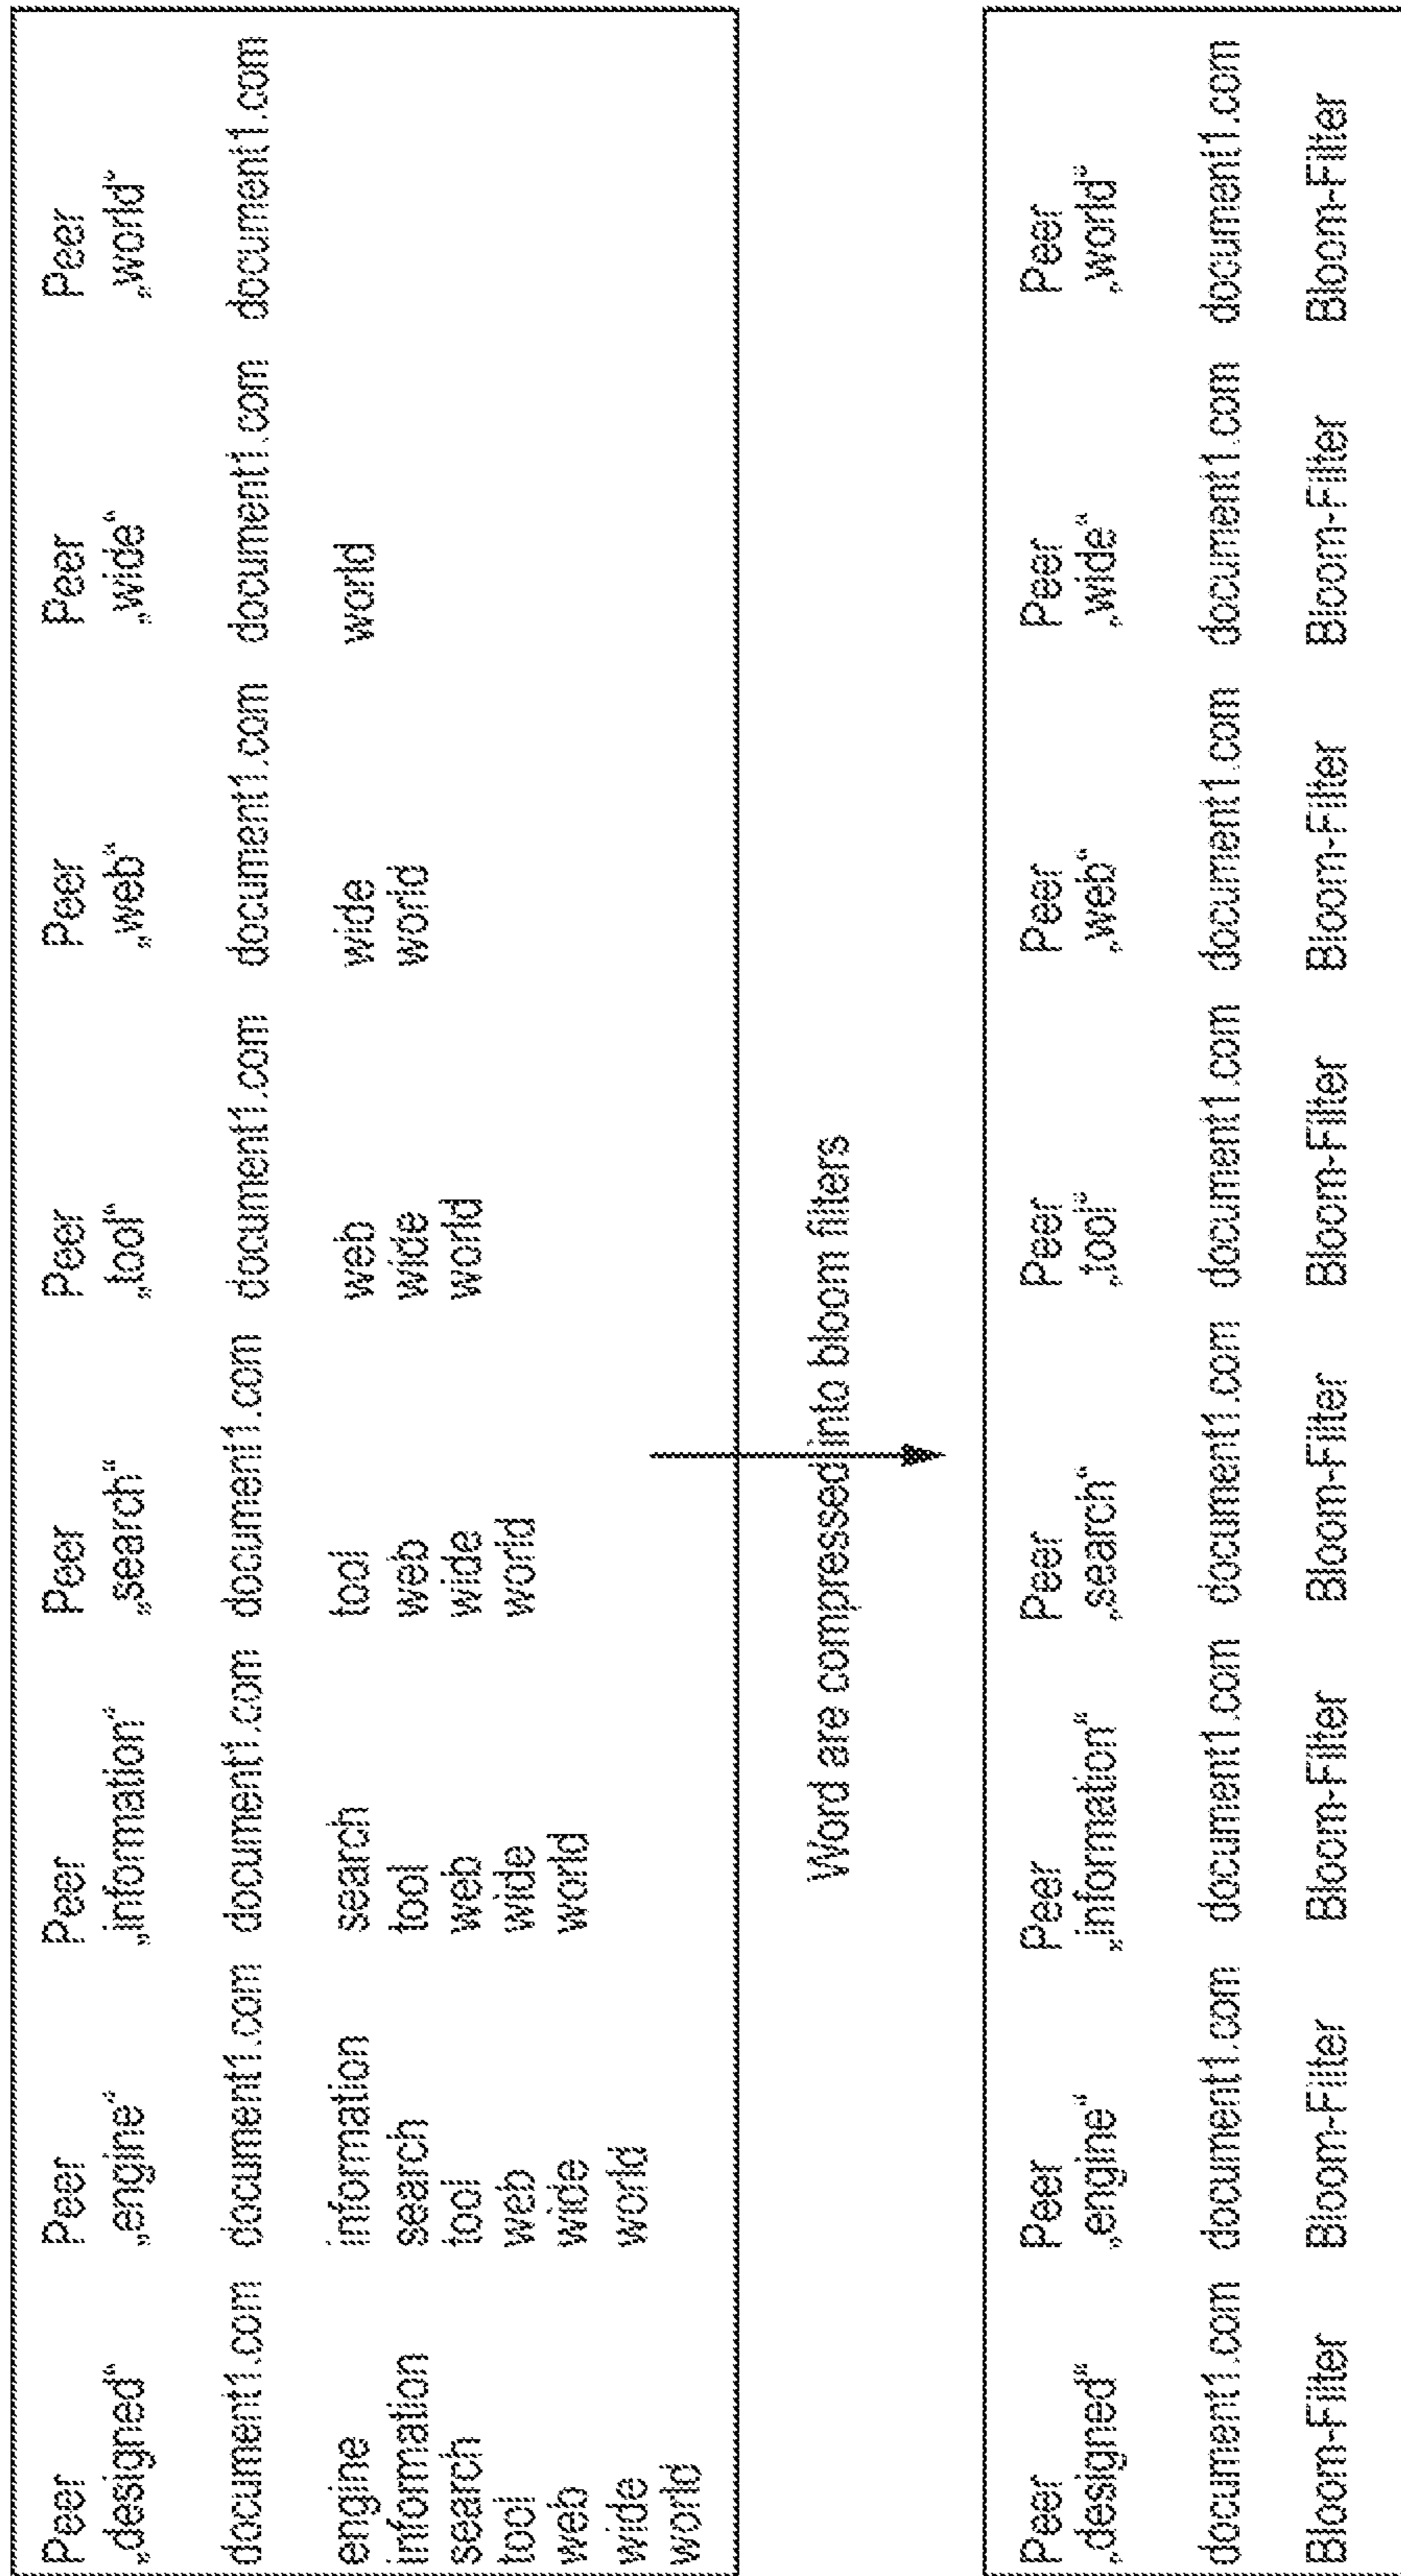 Peer
„designed“
document1.com
engine
information
search
tool
web
wide
world
Peer
„engine“
document1.com
information
search
tool
web
wide
world
Peer
„information“
document1.com
search
tool
web
wide
world
Peer
„search“
document1.com
tool
web
wide
world
Peer
„tool“
document1.com
web
wide
world
Peer
„web“
document1.com
wide
world
Peer
„wide“
document1.com
world
Peer
„world“
document1.com
Word are compressed into bloom filters
Peer
„designed“
document1.com
Bloom-Filter
Peer
„engine“
document1.com
Bloom-Filter
Peer
„information“
document1.com
Bloom-Filter
Peer
„search“
document1.com
Bloom-Filter
Peer
„tool“
document1.com
Bloom-Filter
Peer
„web“
document1.com
Bloom-Filter
Peer
„wide“
document1.com
Bloom-Filter
Peer
„world“
document1.com
Bloom-Filter